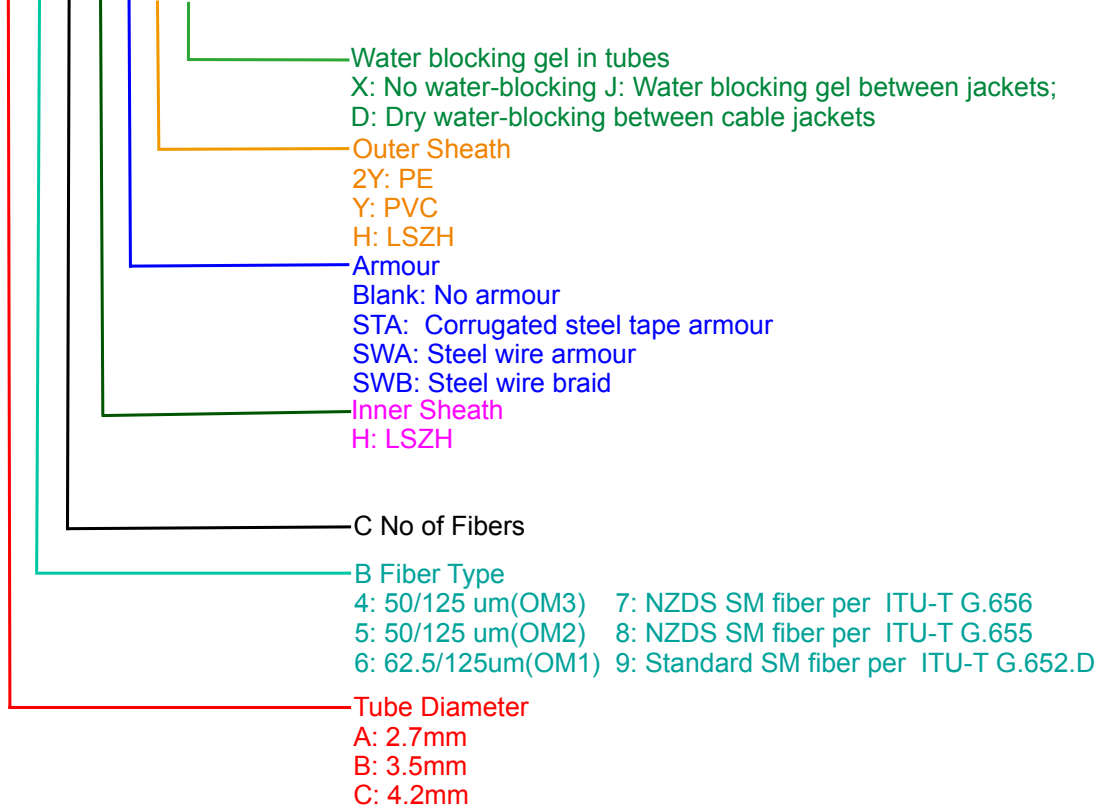 Water blocking gel in tubes
X: No water-blocking J: Water blocking gel between jackets;
D: Dry water-blocking between cable jackets
Outer Sheath
2Y: PE
Y: PVC
H: LSZH
Armour
Blank: No armour
STA: Corrugated steel tape armour
SWA: Steel wire armour
SWB: Steel wire braid
Inner Sheath
H: LSZH
C No of Fibers
B Fiber Type
4: 50/125 um(OM3) 7: NZDS SM fiber per ITU-T G.656
5: 50/125 um(OM2) 8: NZDS SM fiber per ITU-T G.655
6: 62.5/125um(OM1) 9: Standard SM fiber per ITU-T G.652.D
Tube Diameter
A: 2.7mm
B: 3.5mm
C: 4.2mm